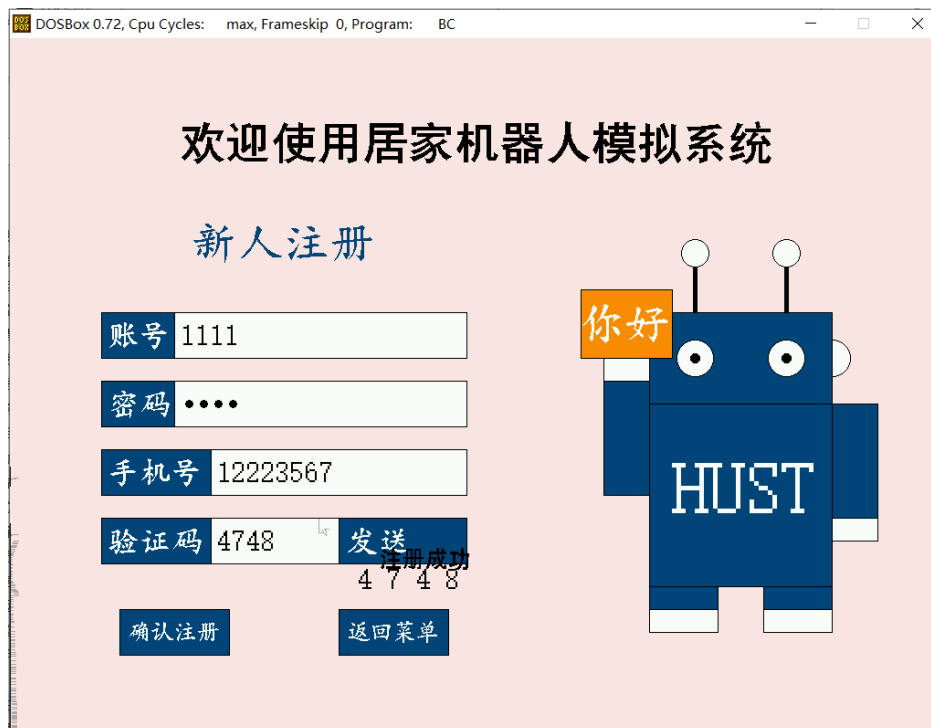 DOSBox 0.72, Cpu Cycles: max, Frameskip 0, Program: BC
欢迎使用居家机器人模拟系统
新人注册
你好
账号 1111
密码 ●●●●
HUST
手机号 12223567
验证码 4748 发送
注册成功
4 7 4 8
确认注册 返回菜单